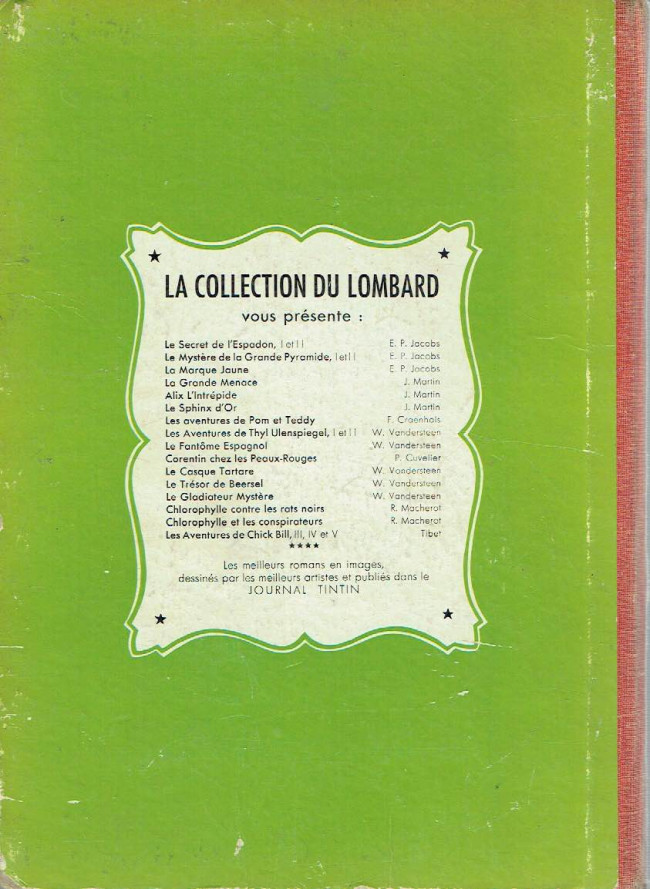 LA COLLECTION DU LOMBARD
vous présente :
Le Secret de l'Espadon, I et II E. P. Jacobs
Le Mystère de la Grande Pyramide, I et II E. P. Jacobs
La Marque Jaune E. P. Jacobs
La Grande Menace J. Martin
Alix L'Intrépide J. Martin
Le Sphinx d'Or J. Martin
Les aventures de Pom et Teddy F. Craenhals
Les Aventures de Thyl Ulenspiegel, I et II W. Vandersteen
Le Fantôme Espagnol W. Vandersteen
Corentin chez les Peaux-Rouges P. Cuvelier
Le Casque Tartare W. Vandersteen
Le Trésor de Beersel W. Vandersteen
Le Gladiateur Mystère W. Vandersteen
Chlorophylle contre les rats noirs R. Macherot
Chlorophylle et les conspirateurs R. Macherot
Les Aventures de Chick Bill, III, IV et V Tibet
★★★★
Les meilleurs romans en images,
dessinés par les meilleurs artistes et publiés dans le
JOURNAL TINTIN